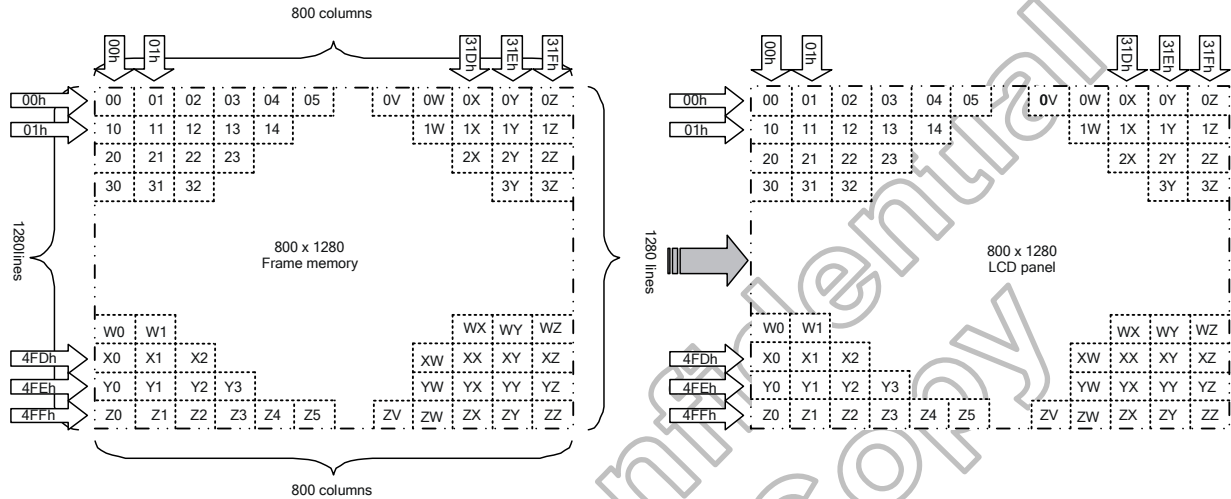 800 columns
00h 01h 31Dh 31Eh 31Fh 00h 01h 31Dh 31Eh 31Fh
00h 00 01 02 03 04 05 0V 0W 0X 0Y 0Z 00h 00 01 02 03 04 05 0V 0W 0X 0Y 0Z
01h 10 11 12 13 14 1W 1X 1Y 1Z 01h 10 11 12 13 14 1W 1X 1Y 1Z
20 21 22 23 2X 2Y 2Z 20 21 22 23 2X 2Y 2Z
30 31 32 3Y 3Z 30 31 32 3Y 3Z
1280lines
800 x 1280
Frame memory
1280 lines
800 x 1280
LCD panel
W0 W1 WX WY WZ W0 W1 WX WY WZ
4FDh X0 X1 X2 XW XX XY XZ 4FDh X0 X1 X2 XW XX XY XZ
4FEh Y0 Y1 Y2 Y3 YW YX YY YZ 4FEh Y0 Y1 Y2 Y3 YW YX YY YZ
4FFh Z0 Z1 Z2 Z3 Z4 Z5 ZV ZW ZX ZY ZZ 4FFh Z0 Z1 Z2 Z3 Z4 Z5 ZV ZW ZX ZY ZZ
800 columns
Copy